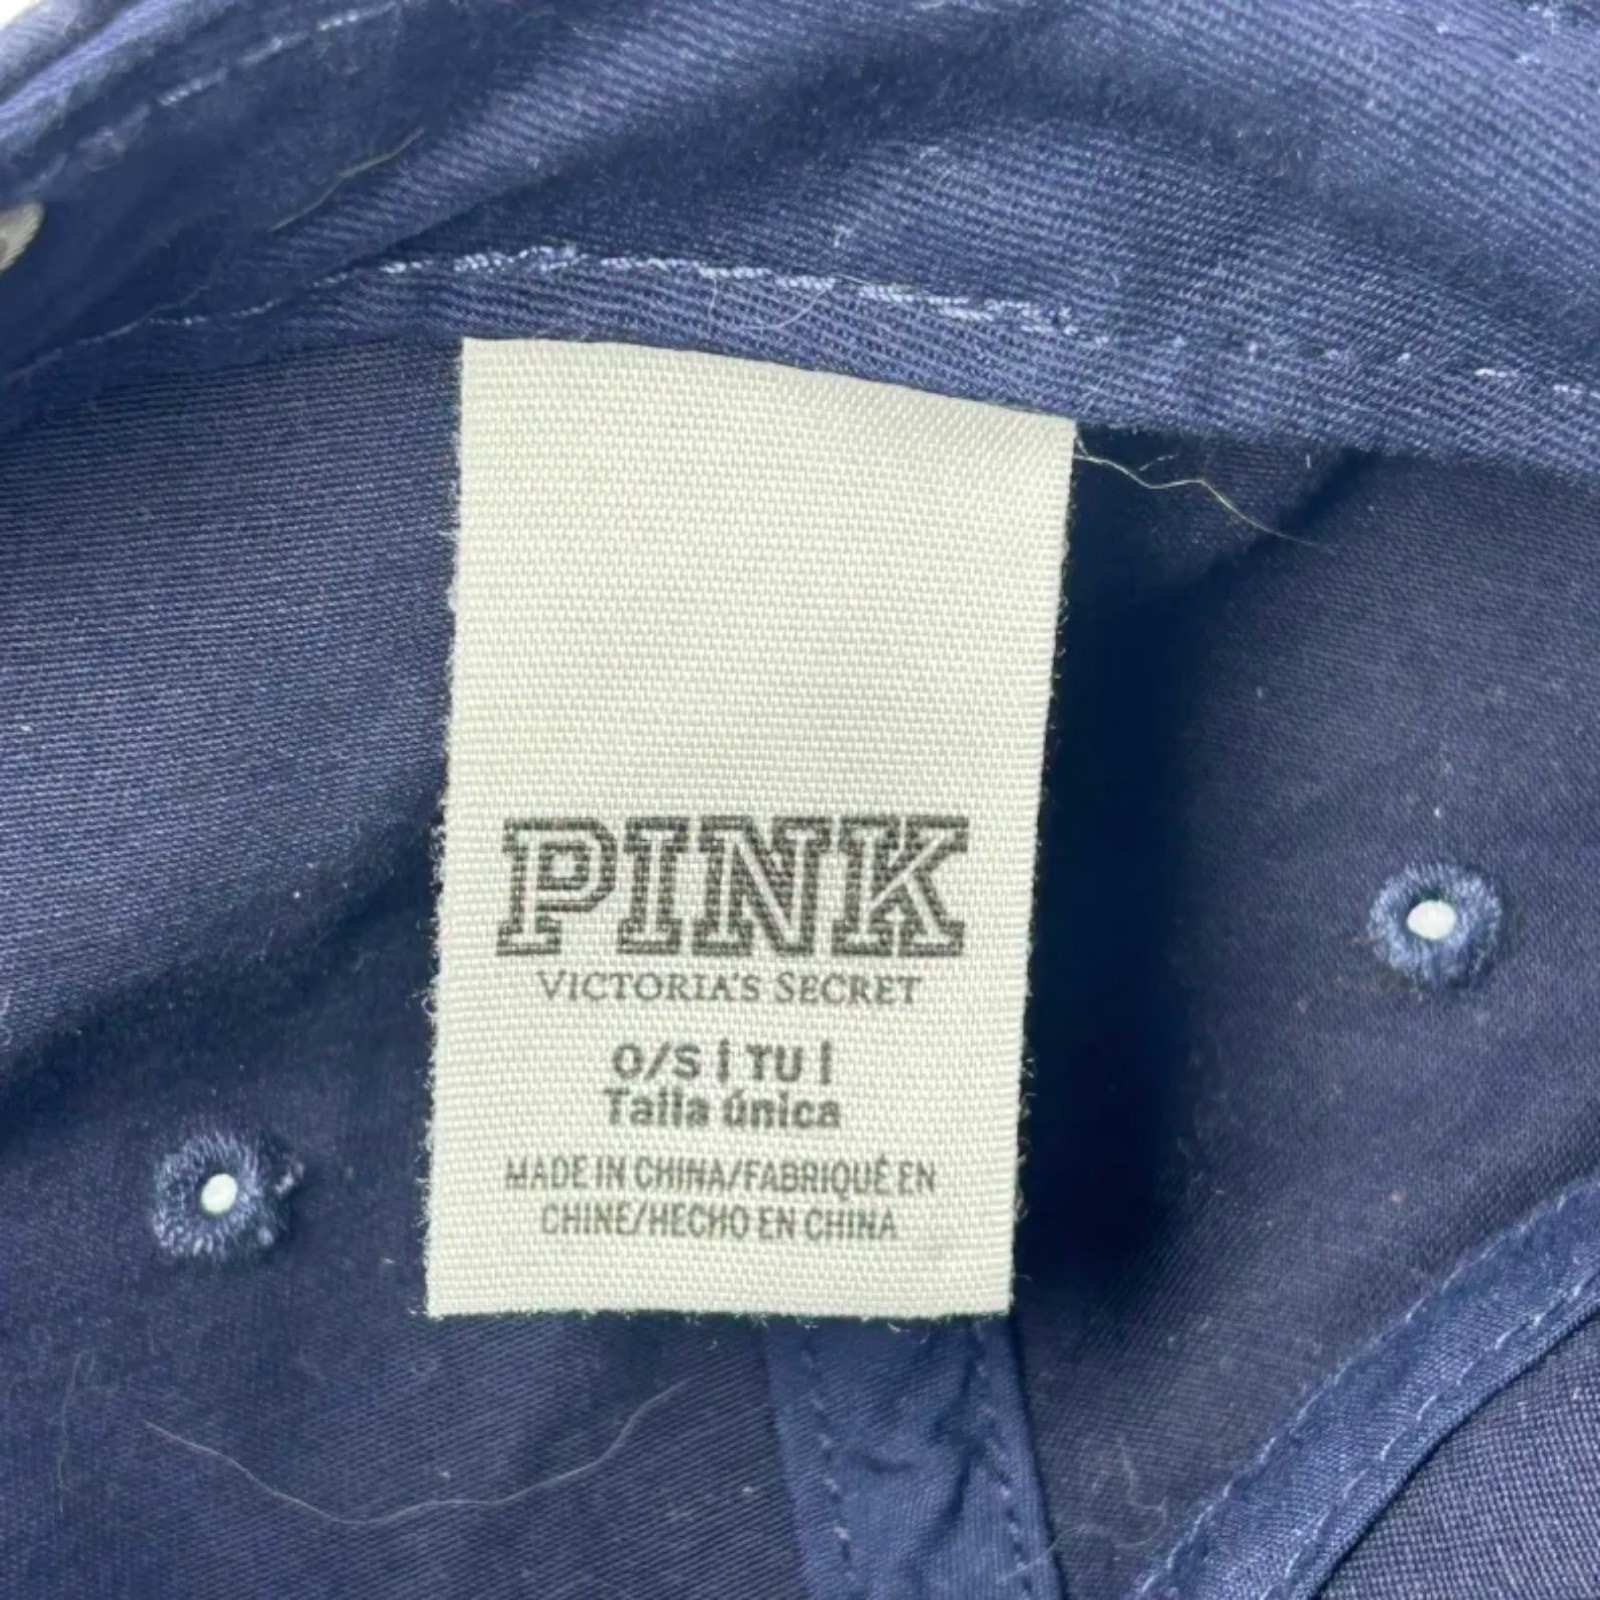 PINK
VICTORIA'S SECRET
O/S | TU |
Talla única
MADE IN CHINA/FABRIQUÉ EN
CHINE/HECHO EN CHINA